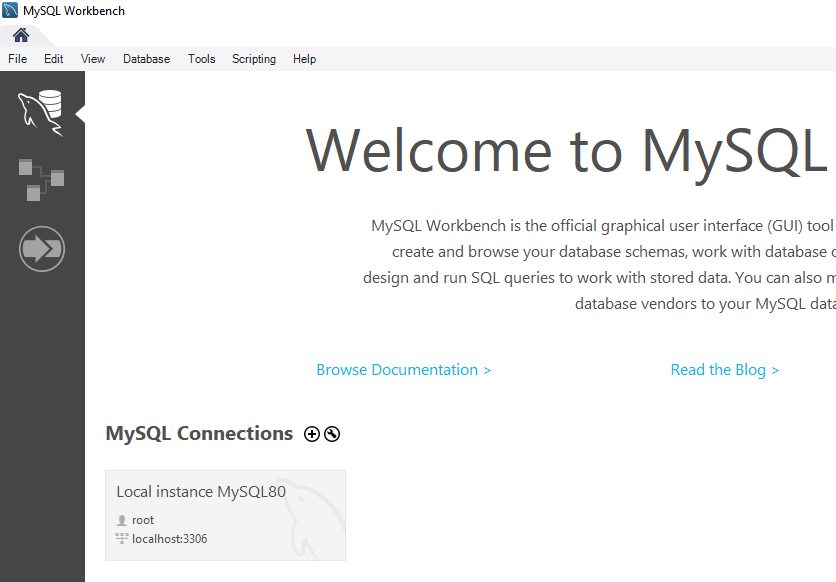 MySQL Workbench
File Edit View Database Tools Scripting Help
Welcome to MySQL
MySQL Workbench is the official graphical user interface (GUI) tool
create and browse your database schemas, work with database
design and run SQL queries to work with stored data. You can also
database vendors to your MySQL
Browse Documentation > Read the Blog >
MySQL Connections
Local instance MySQL80
root
localhost:3306